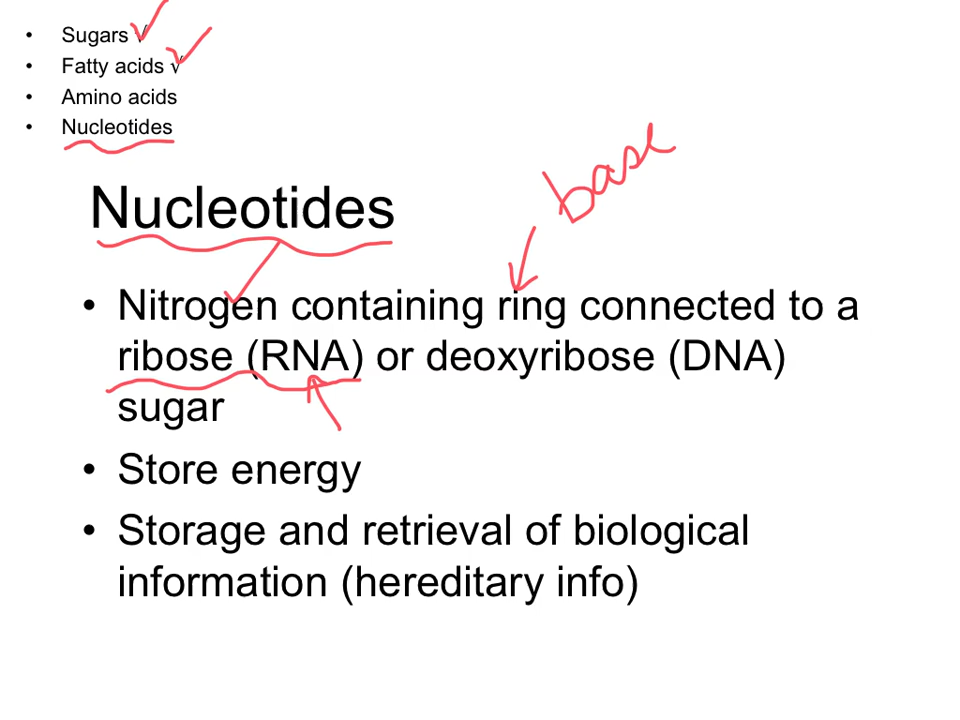 • Sugars √
• Fatty acids √
• Amino acids
• Nucleotides
base
Nucleotides
• Nitrogen containing ring connected to a
ribose (RNA) or deoxyribose (DNA)
sugar
• Store energy
• Storage and retrieval of biological
information (hereditary info)